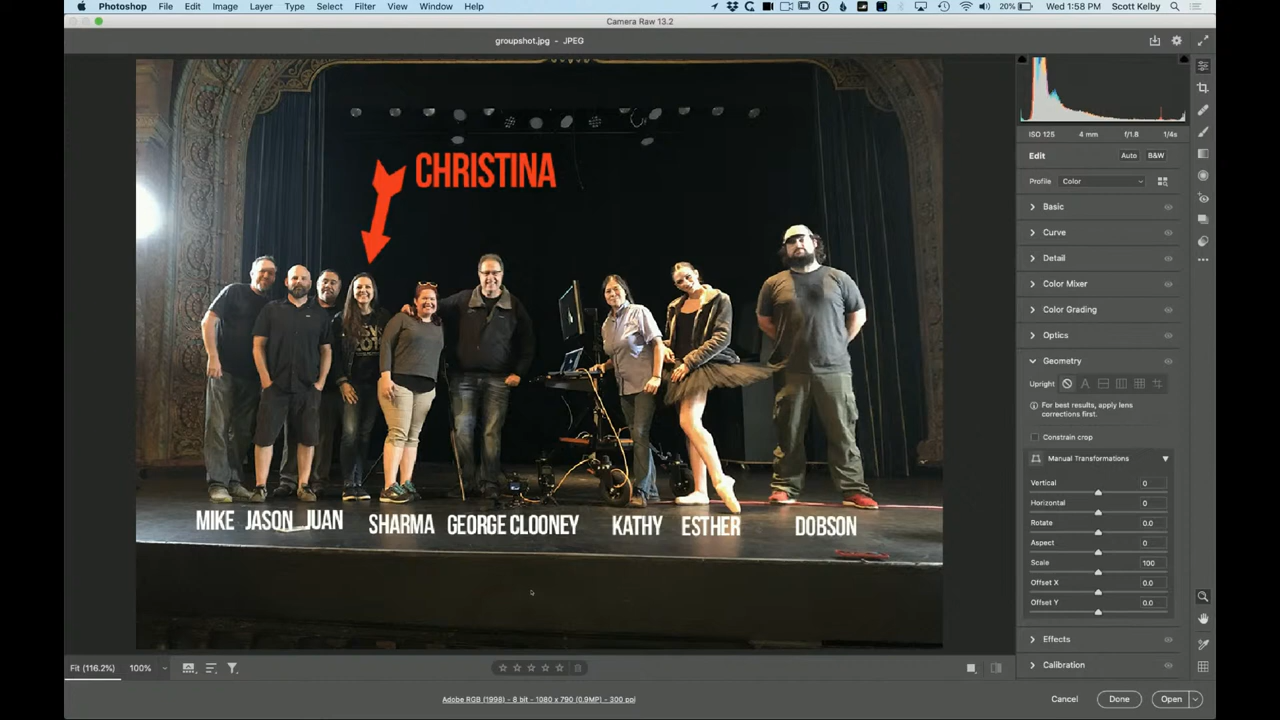 Photoshop File Edit Image Layer Type Select Filter View Window Help 20% Wed 1:58 PM Scott Kelby
Camera Raw 13.2
groupshot.jpg - JPEG
ISO 125 4 mm f/1.8 1/4s
Edit Auto B&W
Profile Color
Basic
Curve
Detail
Color Mixer
Color Grading
Optics
Geometry
Upright A
For best results, apply lens
corrections first.
Constrain crop
Manual Transformations
Vertical 0
Horizontal 0
Rotate 0.0
Aspect 0
Scale 100
Offset X 0.0
Offset Y 0.0
Effects
Calibration
CHRISTINA
MIKE JASON JUAN SHARMA GEORGE CLOONEY KATHY ESTHER DOBSON
Fit (116.2%) 100%
Adobe RGB (1998) - 8 bit - 1080 x 790 (0.9MP) - 300 ppi
Cancel Done Open